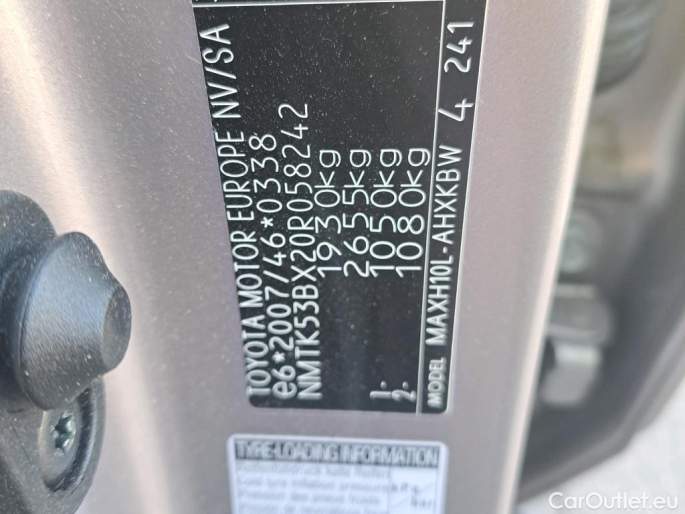 TOYOTA MOTOR EUROPE NV/SA
e6*2007/46*0338
NMTK53BX20R058242
1930kg
2655kg
1. 1050kg
2. 1080kg
MODEL MAXH10L-AHXKBW 4 241
TYRE-LOADING INFORMATION
CarOutlet.eu